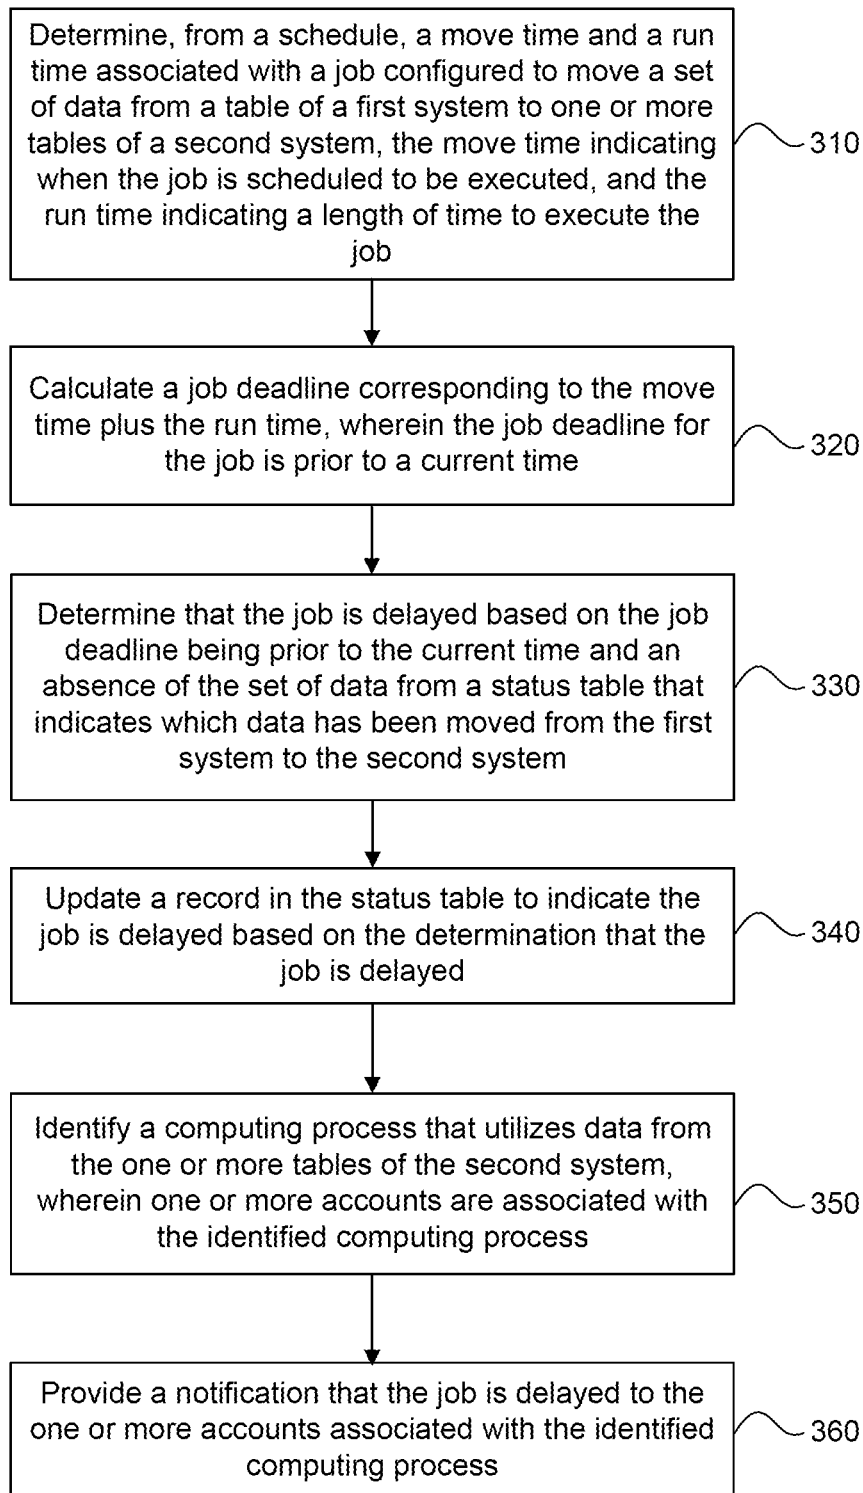 Determine, from a schedule, a move time and a run
time associated with a job configured to move a set
of data from a table of a first system to one or more
tables of a second system, the move time indicating
when the job is scheduled to be executed, and the
run time indicating a length of time to execute the
job
310
Calculate a job deadline corresponding to the move
time plus the run time, wherein the job deadline for
the job is prior to a current time
320
Determine that the job is delayed based on the job
deadline being prior to the current time and an
absence of the set of data from a status table that
indicates which data has been moved from the first
system to the second system
330
Update a record in the status table to indicate the
job is delayed based on the determination that the
job is delayed
340
Identify a computing process that utilizes data from
the one or more tables of the second system,
wherein one or more accounts are associated with
the identified computing process
350
Provide a notification that the job is delayed to the
one or more accounts associated with the identified
computing process
360